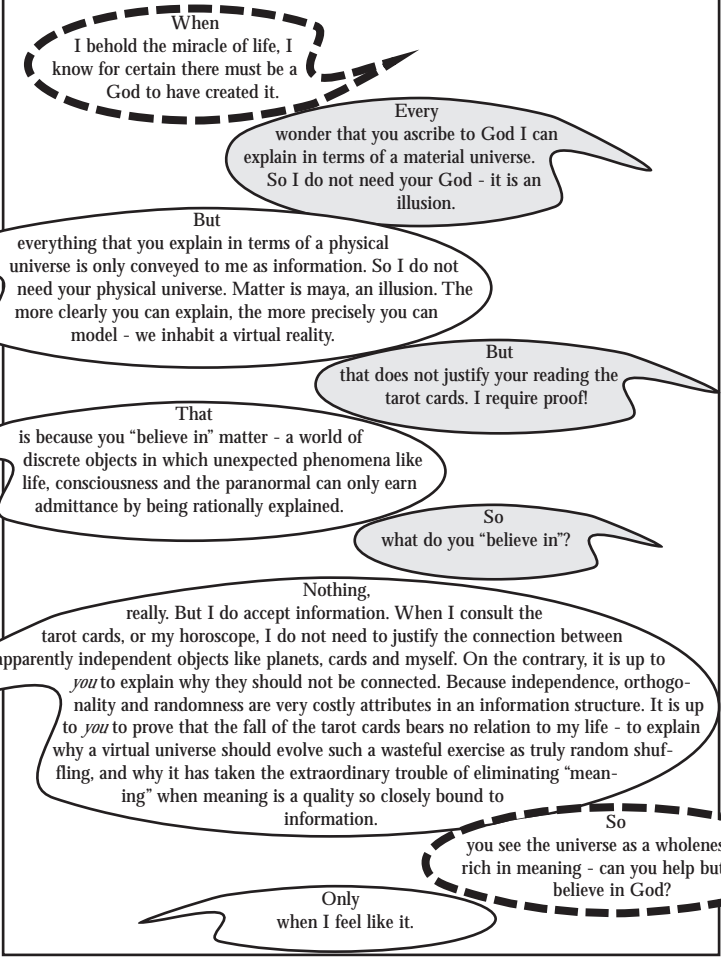 When
I behold the miracle of life, I
know for certain there must be a
God to have created it.
Every
wonder that you ascribe to God I can
explain in terms of a material universe.
So I do not need your God - it is an
illusion.
But
everything that you explain in terms of a physical
universe is only conveyed to me as information. So I do not
need your physical universe. Matter is maya, an illusion. The
more clearly you can explain, the more precisely you can
model - we inhabit a virtual reality.
But
that does not justify your reading the
tarot cards. I require proof!
That
is because you “believe in” matter - a world of
discrete objects in which unexpected phenomena like
life, consciousness and the paranormal can only earn
admittance by being rationally explained.
So
what do you “believe in”?
Nothing,
really. But I do accept information. When I consult the
tarot cards, or my horoscope, I do not need to justify the connection between
apparently independent objects like planets, cards and myself. On the contrary, it is up to
you to explain why they should not be connected. Because independence, orthogo-
nality and randomness are very costly attributes in an information structure. It is up
to you to prove that the fall of the tarot cards bears no relation to my life - to explain
why a virtual universe should evolve such a wasteful exercise as truly random shuf-
fling, and why it has taken the extraordinary trouble of eliminating “mean-
ing” when meaning is a quality so closely bound to
information.
So
you see the universe as a wholenes
rich in meaning - can you help but
believe in God?
Only
when I feel like it.